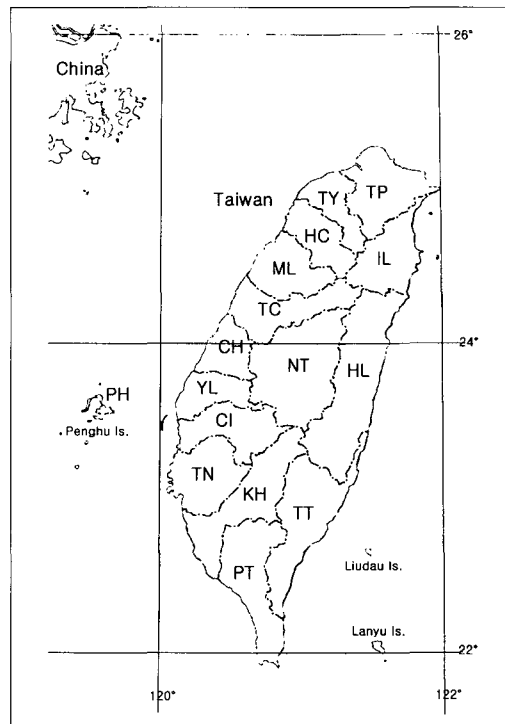 26°
China
Taiwan
TY
TP
HC
IL
ML
TC
24°
CH
NT
HL
YL
PH
Penghu Is.
CI
TN
KH
TT
PT
Liudau Is.
Lanyu Is.
22°
120°
122°